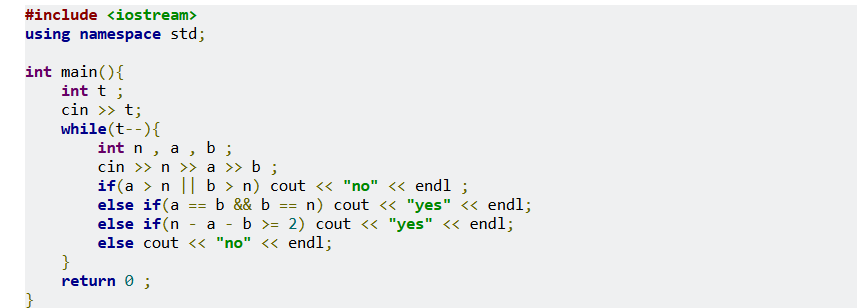 #include <iostream>
using namespace std;
int main(){
int t ;
cin >> t;
while(t--){
int n , a , b ;
cin >> n >> a >> b ;
if(a > n || b > n) cout << "no" << endl ;
else if(a == b && b == n) cout << "yes" << endl;
else if(n - a - b >= 2) cout << "yes" << endl;
else cout << "no" << endl;
}
return 0 ;
}